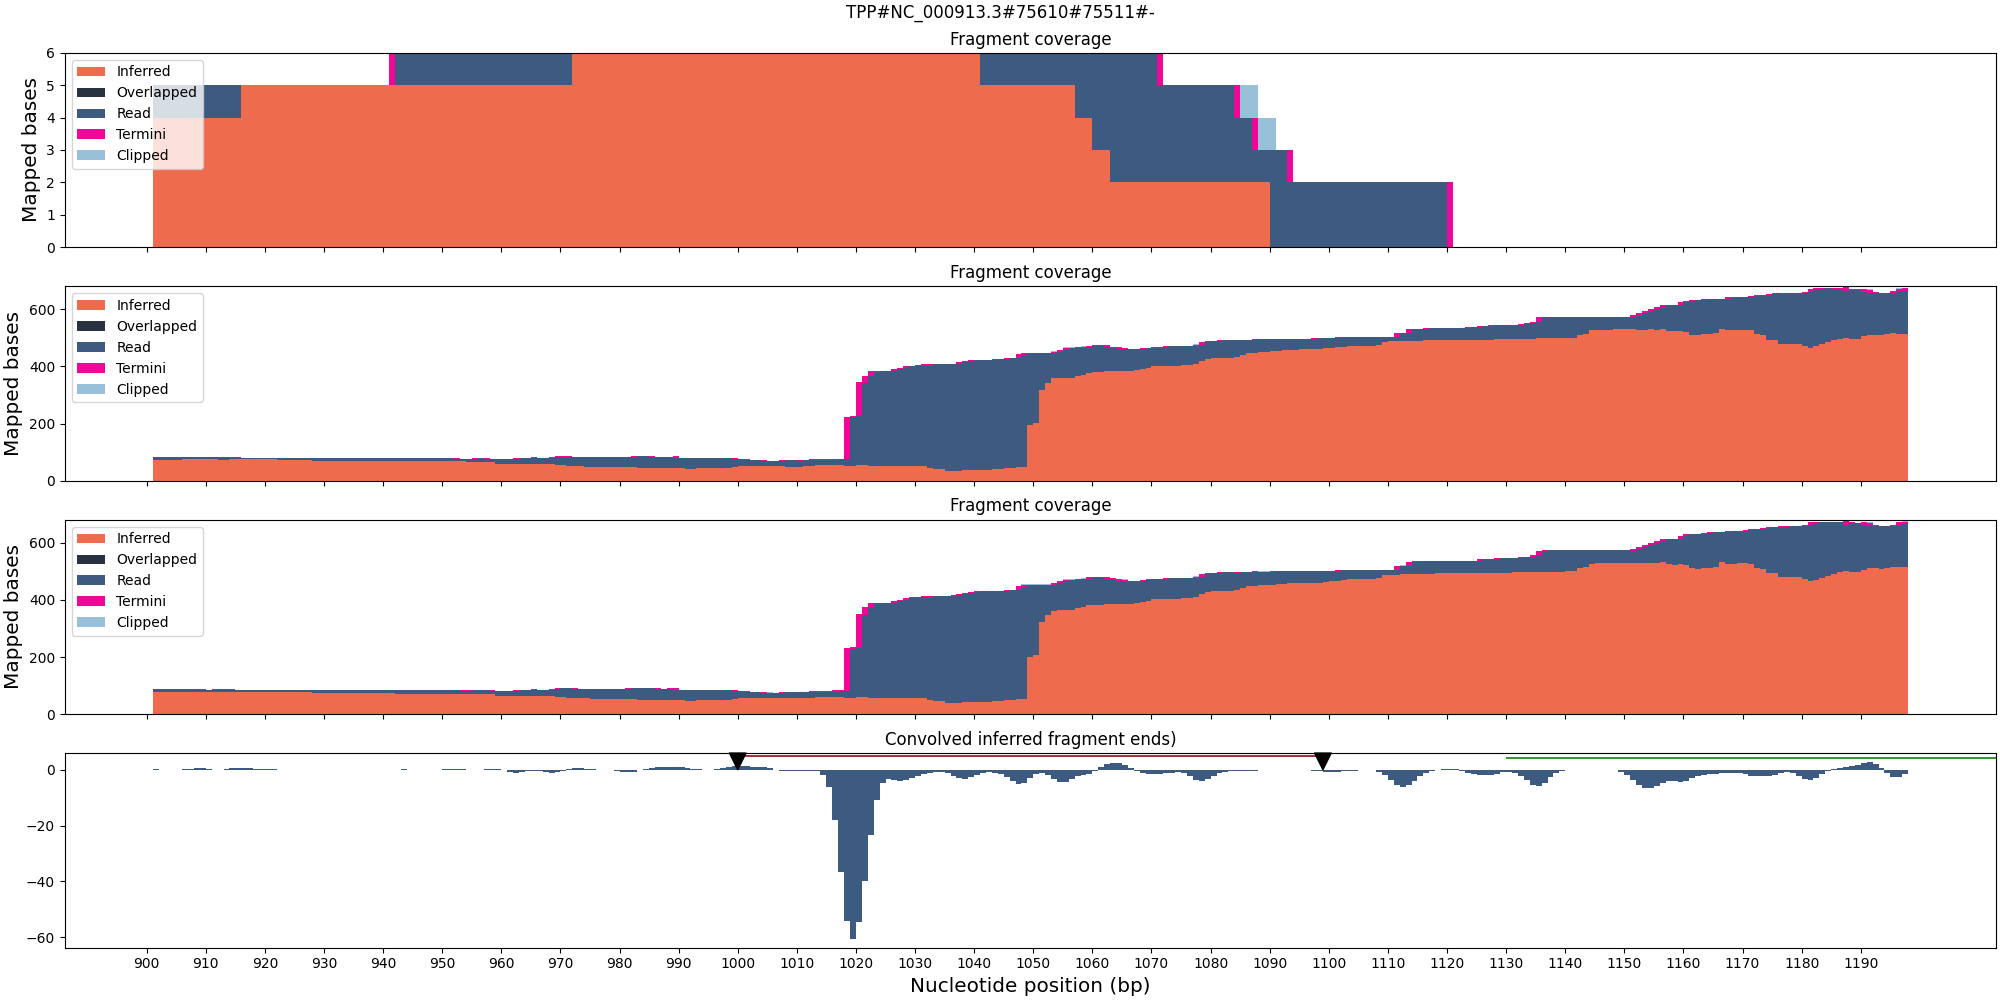 TPP#NC_000913.3#75610#75511#-
Fragment coverage
Mapped bases
6
5
4
3
2
1
0
Inferred
Overlapped
Read
Termini
Clipped
Fragment coverage
Mapped bases
600
400
200
0
Inferred
Overlapped
Read
Termini
Clipped
Fragment coverage
Mapped bases
600
400
200
0
Inferred
Overlapped
Read
Termini
Clipped
Convolved inferred fragment ends)
0
−20
−40
−60
900 910 920 930 940 950 960 970 980 990 1000 1010 1020 1030 1040 1050 1060 1070 1080 1090 1100 1110 1120 1130 1140 1150 1160 1170 1180 1190
Nucleotide position (bp)